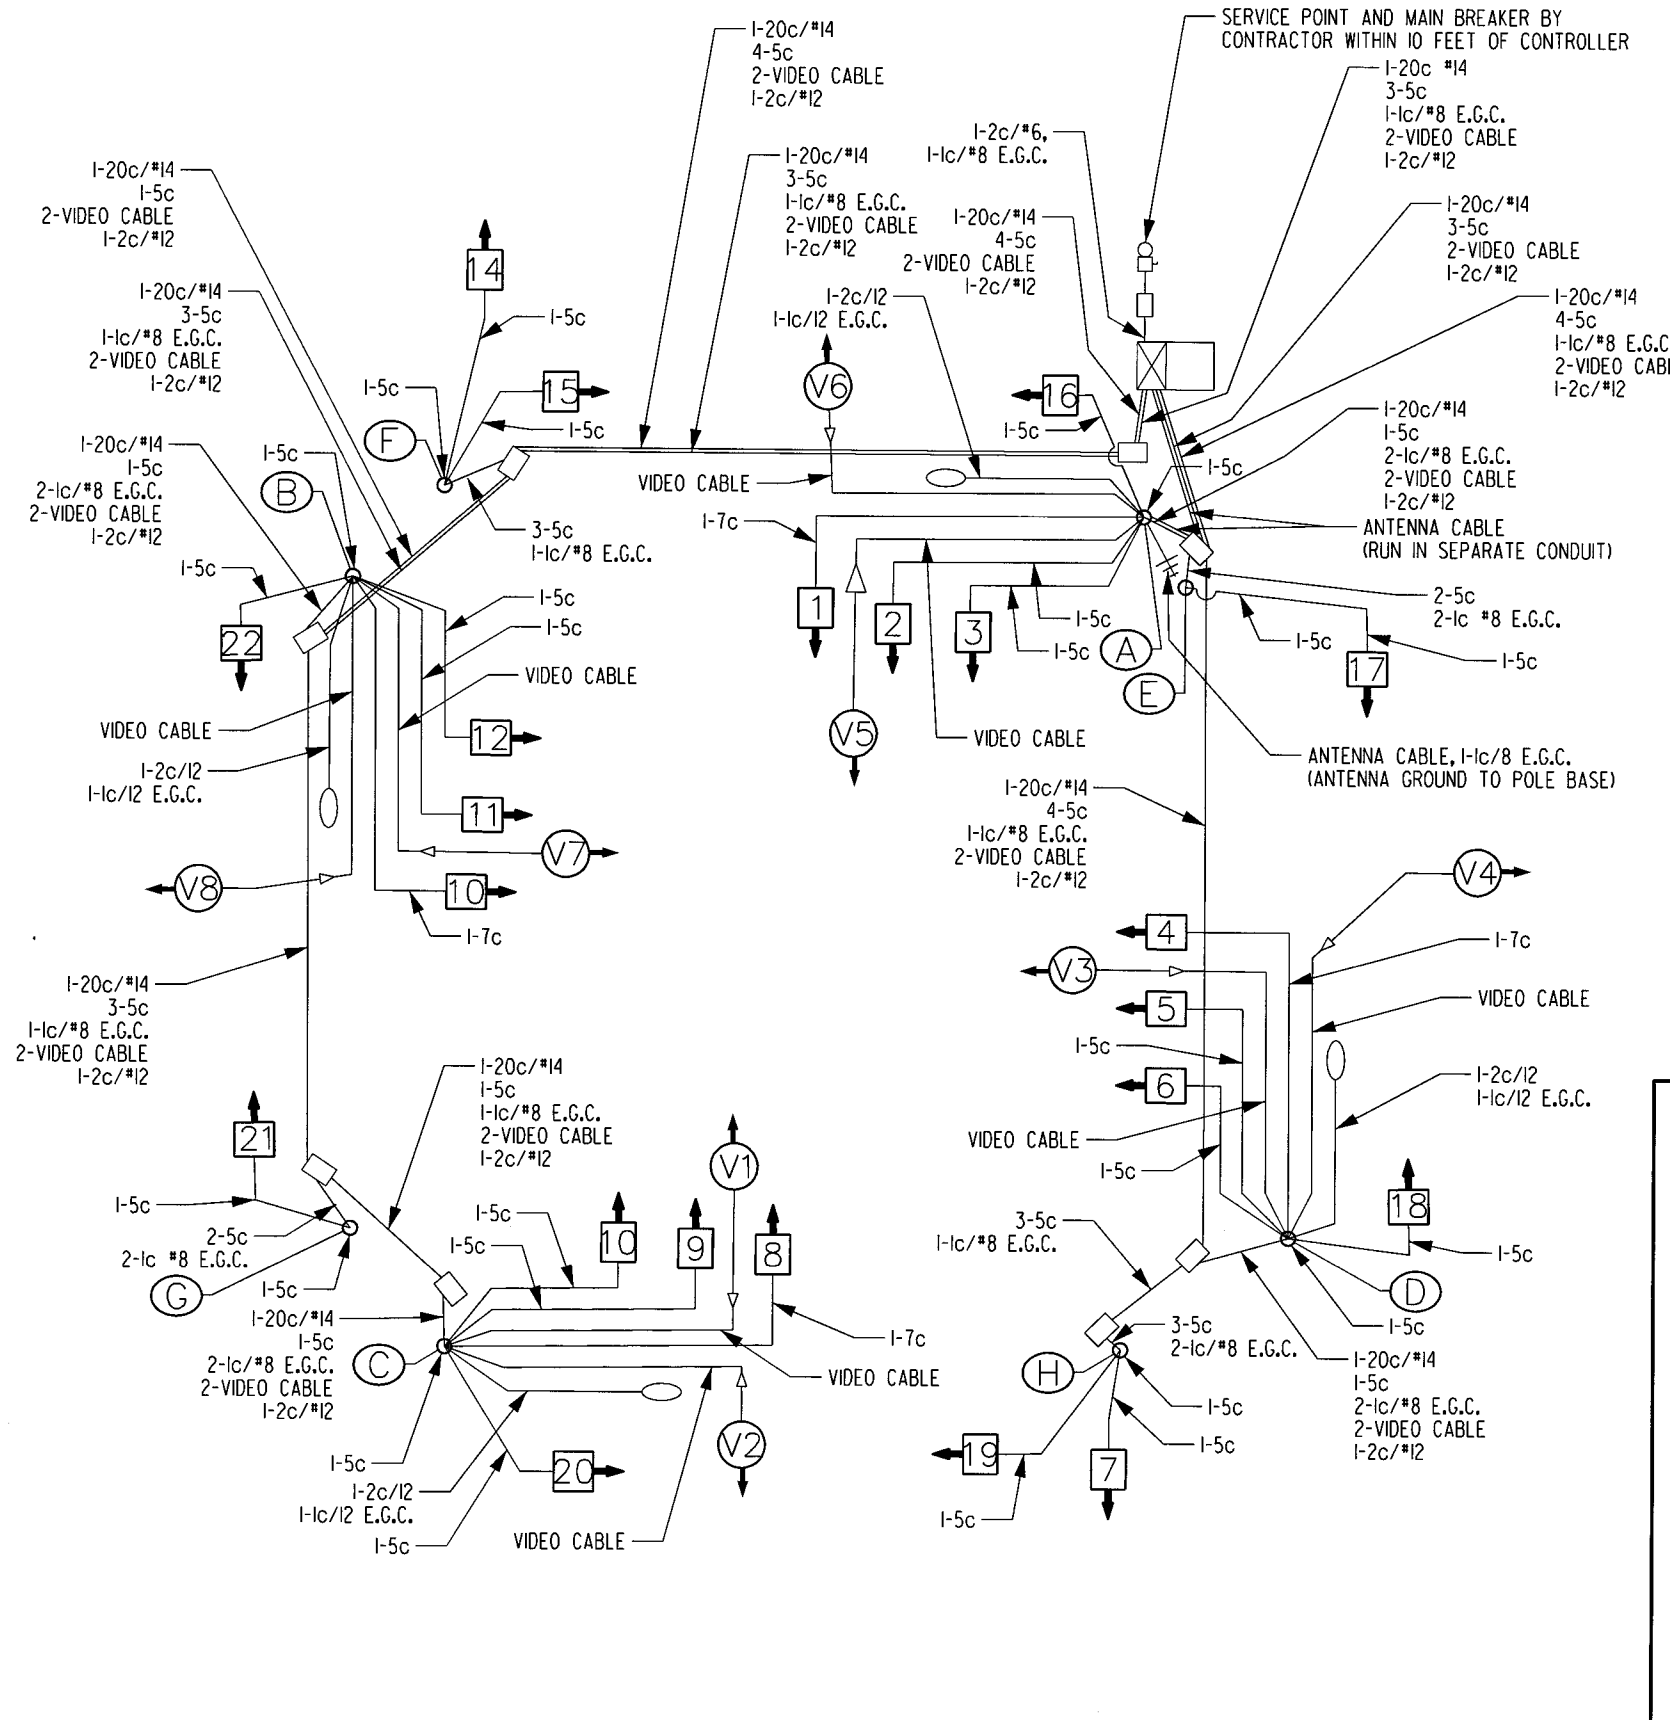 SERVICE POINT AND MAIN BREAKER BY
CONTRACTOR WITHIN 10 FEET OF CONTROLLER
1-20c/#14
4-5c
2-VIDEO CABLE
1-2c/#12
1-20c #14
3-5c
1-1c/#8 E.G.C.
2-VIDEO CABLE
1-2c/#12
1-2c/#6,
1-1c/#8 E.G.C.
1-20c/#14
3-5c
1-1c/#8 E.G.C.
2-VIDEO CABLE
1-2c/#12
1-20c/#14
1-5c
2-VIDEO CABLE
1-2c/#12
1-20c/#14
4-5c
2-VIDEO CABLE
1-2c/#12
1-20c/#14
3-5c
2-VIDEO CABLE
1-2c/#12
14
1-20c/#14
3-5c
1-1c/#8 E.G.C.
2-VIDEO CABLE
1-2c/#12
1-5c
1-2c/12
1-1c/12 E.G.C.
1-20c/#14
4-5c
1-1c/#8 E.G.C
2-VIDEO CAB
1-2c/#12
1-5c
15
V6
16
1-5c
F
1-5c
1-20c/#14
1-5c
2-1c/#8 E.G.C.
2-VIDEO CABLE
1-2c/#12
1-20c/#14
1-5c
2-1c/#8 E.G.C.
2-VIDEO CABLE
1-2c/#12
1-5c
B
VIDEO CABLE
1-5c
1-7c
3-5c
1-1c/#8 E.G.C.
ANTENNA CABLE
(RUN IN SEPARATE CONDUIT)
1-5c
1-5c
1-5c
22
1
2
3
1-5c
1-5c
A
E
2-5c
2-1c #8 E.G.C.
1-5c
1-5c
17
VIDEO CABLE
VIDEO CABLE
12
V5
VIDEO CABLE
1-2c/12
1-1c/12 E.G.C.
ANTENNA CABLE, 1-1c/8 E.G.C.
(ANTENNA GROUND TO POLE BASE)
11
1-20c/#14
4-5c
1-1c/#8 E.G.C.
2-VIDEO CABLE
1-2c/#12
V7
V8
10
1-7c
V4
4
1-7c
V3
1-20c/#14
3-5c
1-1c/#8 E.G.C.
2-VIDEO CABLE
1-2c/#12
VIDEO CABLE
5
1-5c
6
1-2c/12
1-1c/12 E.G.C.
1-20c/#14
1-5c
1-1c/#8 E.G.C.
2-VIDEO CABLE
1-2c/#12
VIDEO CABLE
1-5c
21
V1
1-5c
2-5c
2-1c #8 E.G.C.
G
1-5c
1-5c
10
1-5c
9
8
3-5c
1-1c/#8 E.G.C.
18
1-5c
D
1-5c
1-20c/#14
1-5c
2-1c/#8 E.G.C.
2-VIDEO CABLE
1-2c/#12
C
1-7c
VIDEO CABLE
3-5c
2-1c/#8 E.G.C.
H
1-5c
1-5c
1-20c/#14
1-5c
2-1c/#8 E.G.C.
2-VIDEO CABLE
1-2c/#12
V2
1-5c
20
1-2c/12
1-1c/12 E.G.C.
1-5c
VIDEO CABLE
19
7
1-5c